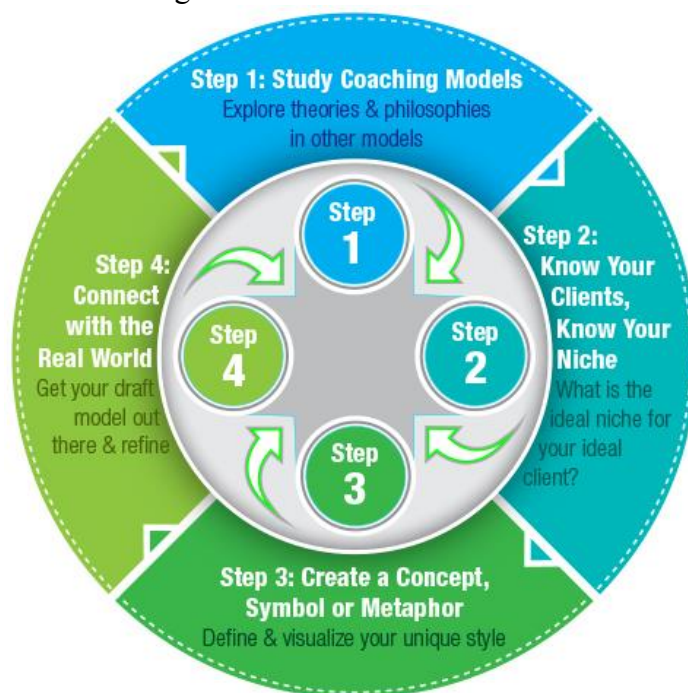 Step 1: Study Coaching Models
Explore theories & philosophies
in other models
Step 2:
Know Your
Clients,
Know Your
Niche
What is the
ideal niche for
your ideal
client?
Step 3: Create a Concept,
Symbol or Metaphor
Define & visualize your unique style
Step 4:
Connect
with the
Real World
Get your draft
model out
there & refine
Step
1
Step
2
Step
3
Step
4